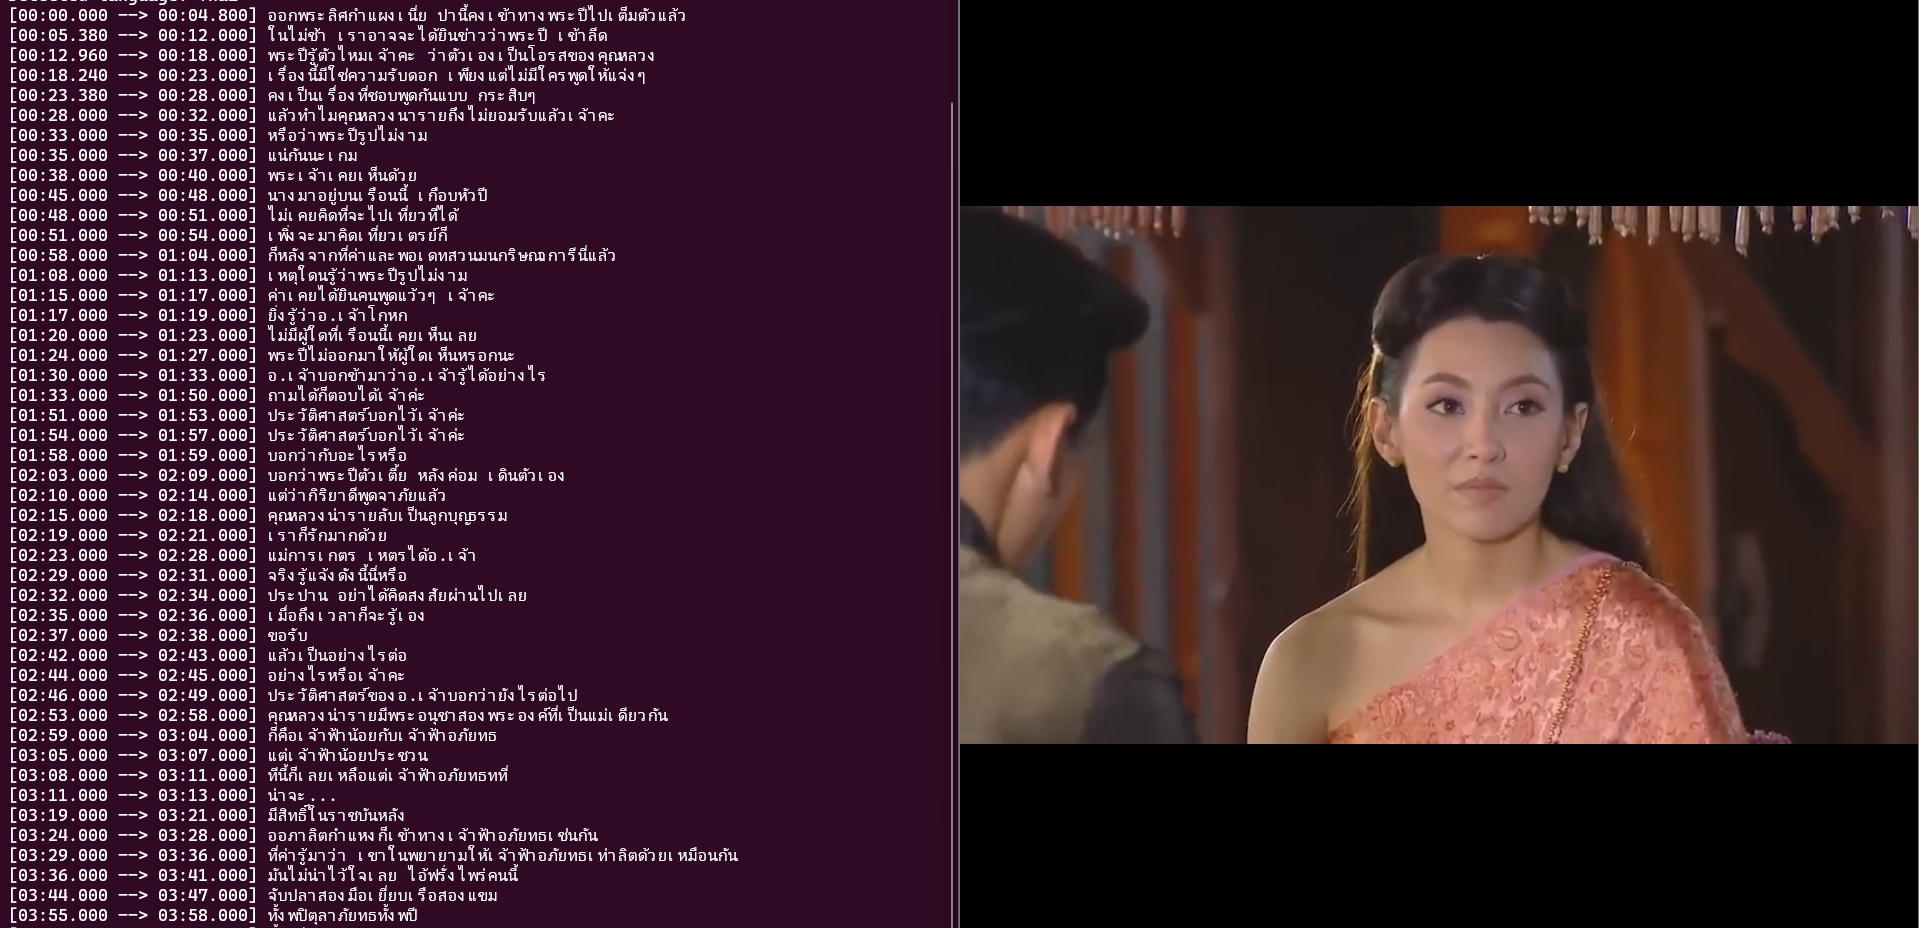 [00:00.000 --> 00:04.800] ออกพระลิศกำแผงเนี่ย ปานี้คงเข้าทางพระปีไปเต็มตัวแล้ว
[00:05.380 --> 00:12.000] ในไม่ช้า เราอาจจะได้ยินข่าวว่าพระปี เข้าลีด
[00:12.960 --> 00:18.000] พระปีรู้ตัวไหมเจ้าคะ ว่าตัวเองเป็นโอรสของคุณหลวง
[00:18.240 --> 00:23.000] เรื่องนี้มีใช่ความรับดอก เพียงแต่ไม่มีใครพูดให้แจ่งๆ
[00:23.380 --> 00:28.000] คงเป็นเรื่องที่ชอบพูดกันแบบ กระสิบๆ
[00:28.000 --> 00:32.000] แล้วทำไมคุณหลวงนารายถึงไม่ยอมรับแล้วเจ้าคะ
[00:33.000 --> 00:35.000] หรือว่าพระปีรูปไม่งาม
[00:35.000 --> 00:37.000] แน่กันนะเกม
[00:38.000 --> 00:40.000] พระเจ้าเคยเห็นด้วย
[00:45.000 --> 00:48.000] นางมาอยู่บนเรือนนี้ เกือบหัวปี
[00:48.000 --> 00:51.000] ไม่เคยคิดที่จะไปเที่ยวที่ได้
[00:51.000 --> 00:54.000] เพิ่งจะมาคิดเที่ยวเตรย์ก็
[00:58.000 --> 01:04.000] ก็หลังจากที่ค่าและพอเดทสวนมนกริษณาการีนี่แล้ว
[01:08.000 --> 01:13.000] เหตุใดนรู้ว่าพระปีรูปไม่งาม
[01:15.000 --> 01:17.000] ค่าเคยได้ยินคนพูดแว้วๆ เจ้าคะ
[01:17.000 --> 01:19.000] ยิ่งรู้ว่าอ.เจ้าโกหก
[01:20.000 --> 01:23.000] ไม่มีผู้ใดที่เรือนนี้เคยเห็นเลย
[01:24.000 --> 01:27.000] พระปีไม่ออกมาให้ผู้ใดเห็นหรอกนะ
[01:30.000 --> 01:33.000] อ.เจ้าบอกข้ามาว่าอ.เจ้ารู้ได้อย่างไร
[01:33.000 --> 01:50.000] ถามได้ก็ตอบได้เจ้าค่ะ
[01:51.000 --> 01:53.000] ประวัติศาสตร์บอกไว้เจ้าค่ะ
[01:54.000 --> 01:57.000] ประวัติศาสตร์บอกไว้เจ้าค่ะ
[01:58.000 --> 01:59.000] บอกว่ากับอะไรหรือ
[02:03.000 --> 02:09.000] บอกว่าพระปีตัวเตี้ย หลังค่อม เดินตัวเอง
[02:10.000 --> 02:14.000] แต่ว่ากิริยาดีพูดจาภัยแล้ว
[02:15.000 --> 02:18.000] คุณหลวงน่ารายลับเป็นลูกบุญธรรม
[02:19.000 --> 02:21.000] เราก็รักมากด้วย
[02:23.000 --> 02:28.000] แม่การเกตร เหตรได้อ.เจ้า
[02:29.000 --> 02:31.000] จริงรู้แจ้งดังนี้นี่หรือ
[02:32.000 --> 02:34.000] ประปาน อย่าได้คิดสงสัยผ่านไปเลย
[02:35.000 --> 02:36.000] เมื่อถึงเวลาก็จะรู้เอง
[02:37.000 --> 02:38.000] ขอรับ
[02:42.000 --> 02:43.000] แล้วเป็นอย่างไรต่อ
[02:44.000 --> 02:45.000] อย่างไรหรือเจ้าคะ
[02:46.000 --> 02:49.000] ประวัติศาสตร์ของอ.เจ้าบอกว่ายังไรต่อไป
[02:53.000 --> 02:58.000] คุณหลวงน่ารายมีพระอนุชาสองพระองค์ที่เป็นแม่เดียวกัน
[02:59.000 --> 03:04.000] ก็คือเจ้าฟ้าน้อยกับเจ้าฟ้าอภัยทธ
[03:05.000 --> 03:07.000] แต่เจ้าฟ้าน้อยประชวน
[03:08.000 --> 03:11.000] ทีนี้ก็เลยเหลือแต่เจ้าฟ้าอภัยทธทที่
[03:11.000 --> 03:13.000] น่าจะ...
[03:19.000 --> 03:21.000] มีสิทธิ์ในราชบันหลัง
[03:24.000 --> 03:28.000] ออภาลิตกำแหงก็เข้าทางเจ้าฟ้าอภัยทธเช่นกัน
[03:29.000 --> 03:36.000] ที่ค่ารู้มาว่า เขาในพยายามให้เจ้าฟ้าอภัยทธเท่าลิตด้วยเหมือนกัน
[03:36.000 --> 03:41.000] มันไม่น่าไว้ใจเลย ไอ้ฟรั่งไพร่คนนี้
[03:44.000 --> 03:47.000] จับปลาสองมือเยี่ยบเรือสองแขม
[03:55.000 --> 03:58.000] ทั้งพปิตุลาภัยทธทั้งพปี